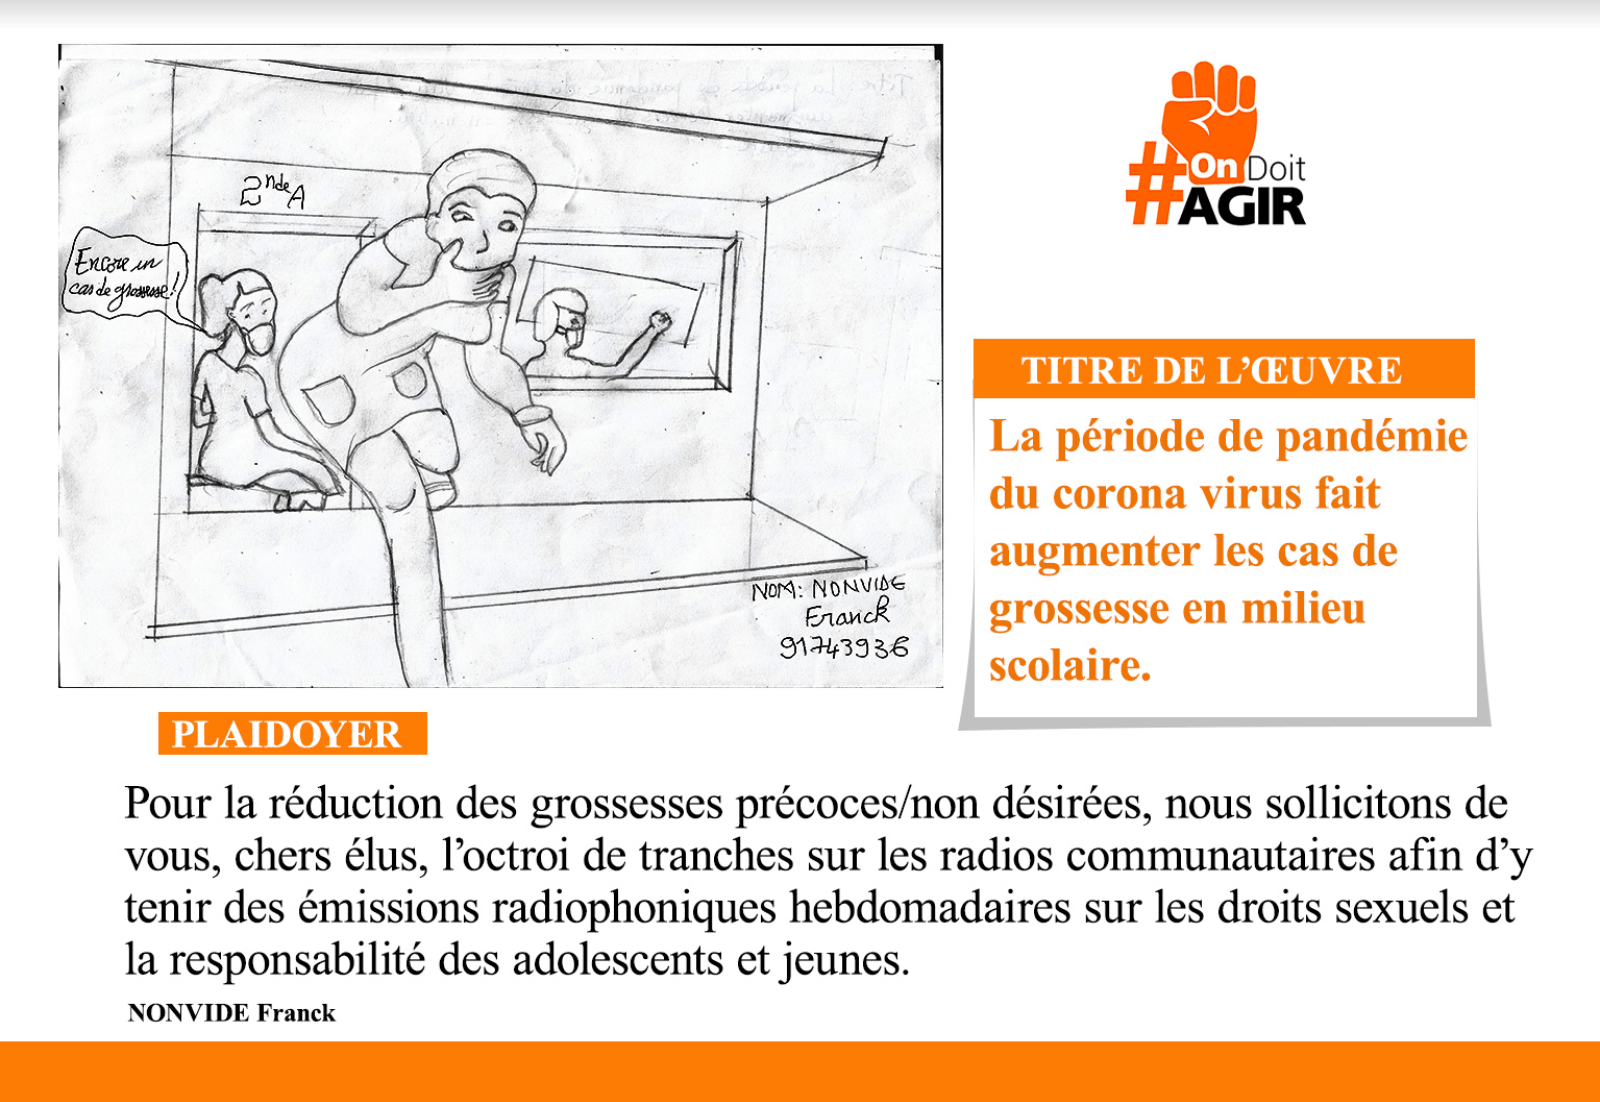 2nde A
Encore un
cas de grossesse!
NOM: NONVIDE
Franck
91743936
#On Doit
AGIR
TITRE DE L'ŒUVRE
La période de pandémie
du corona virus fait
augmenter les cas de
grossesse en milieu
scolaire.
PLAIDOYER
Pour la réduction des grossesses précoces/non désirées, nous sollicitons de
vous, chers élus, l'octroi de tranches sur les radios communautaires afin d'y
tenir des émissions radiophoniques hebdomadaires sur les droits sexuels et
la responsabilité des adolescents et jeunes.
NONVIDE Franck